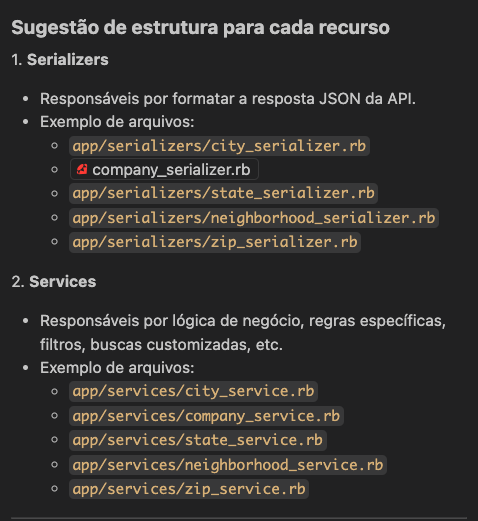 Sugestão de estrutura para cada recurso
1. Serializers
• Responsáveis por formatar a resposta JSON da API.
• Exemplo de arquivos:
○ app/serializers/city_serializer.rb
○ company_serializer.rb
○ app/serializers/state_serializer.rb
○ app/serializers/neighborhood_serializer.rb
○ app/serializers/zip_serializer.rb
2. Services
• Responsáveis por lógica de negócio, regras específicas,
filtros, buscas customizadas, etc.
• Exemplo de arquivos:
○ app/services/city_service.rb
○ app/services/company_service.rb
○ app/services/state_service.rb
○ app/services/neighborhood_service.rb
○ app/services/zip_service.rb